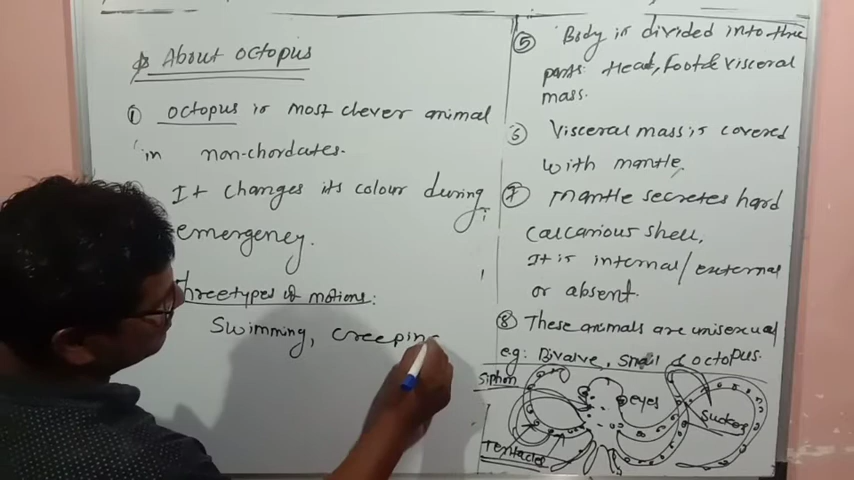 About octopus
① octopus is most clever animal
in non-chordates.
It changes its colour during
emergency.
Three types of motions:
Swimming, creeping
⑤ Body is divided into three
parts: Head, Foot & visceral
mass.
⑥ Visceral mass is covered
with mantle.
⑦ Mantle secretes hard
Calcarious shell,
It is internal/external
or absent.
⑧ These animals are unisexual
eg: Bivalve, snail & octopus.
Siphon
eyes
Sucker
Tentacles